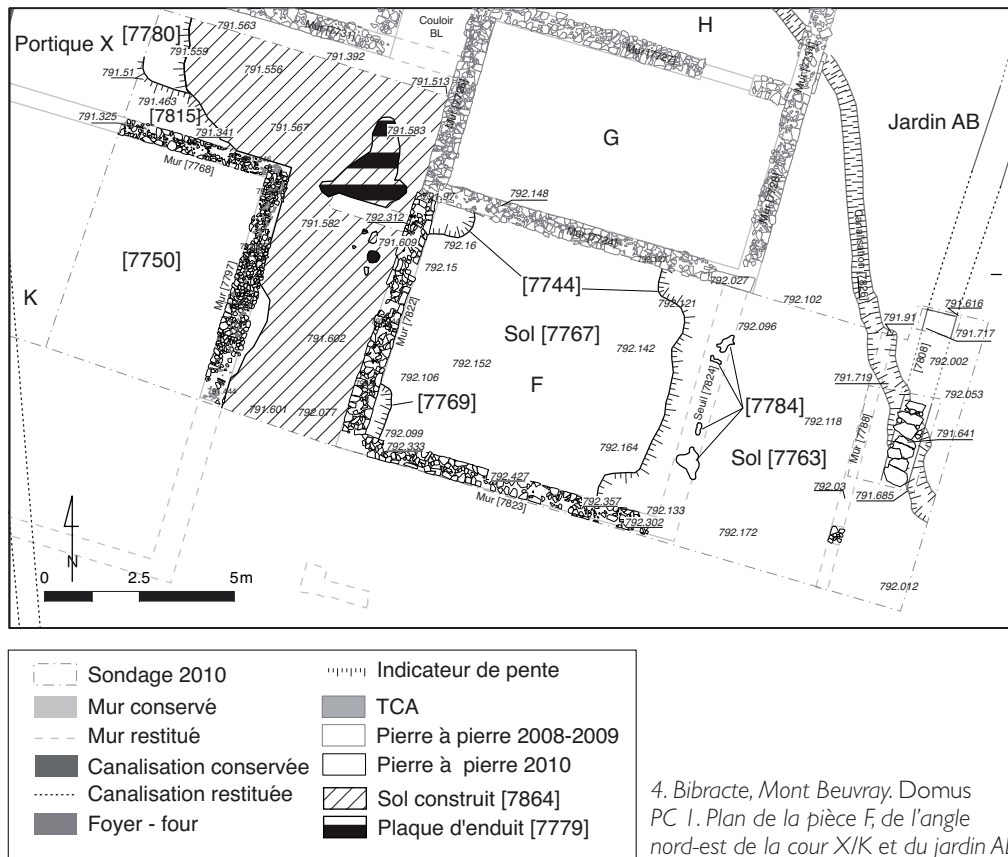 Portique X
[7780]
791.563
791.559
791.556
Mur [7731]
791.392
Couloir
BL
791.513
H
Jardin AB
791.51
791.463
[7815]
791.325
791.341
791.567
791.583
Mur [7768]
G
792.148
791.582
792.312
791.609
792.16
792.15
Mur [7724]
792.027
[7750]
Mur [7797]
K
[7744]
792.121
792.102
Canalisation [7826]
I
791.616
791.91
791.717
Mur [7822]
Sol [7767]
792.096
792.142
[7808]
792.002
791.602
792.152
792.106
F
791.719
792.053
[7769]
Seuil [7824]
[7784]
792.118
Mur [7788]
791.601
792.077
792.099
792.333
792.164
Sol [7763]
791.641
792.427
Mur [7823]
792.357
792.302
792.133
792.03
791.685
792.172
792.012
N
0 2.5 5m
Sondage 2010
Mur conservé
Mur restitué
Canalisation conservée
Canalisation restituée
Foyer - four
Indicateur de pente
TCA
Pierre à pierre 2008-2009
Pierre à pierre 2010
Sol construit [7864]
Plaque d'enduit [7779]
4. Bibracte, Mont Beuvray. Domus
PC 1. Plan de la pièce F, de l'angle
nord-est de la cour X/K et du jardin AB